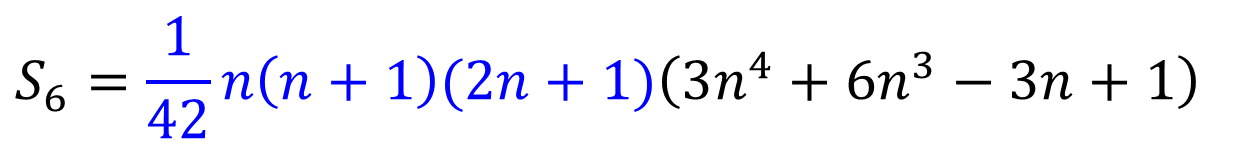 S₆ = 1/42 n(n + 1)(2n + 1)(3n⁴ + 6n³ − 3n + 1)